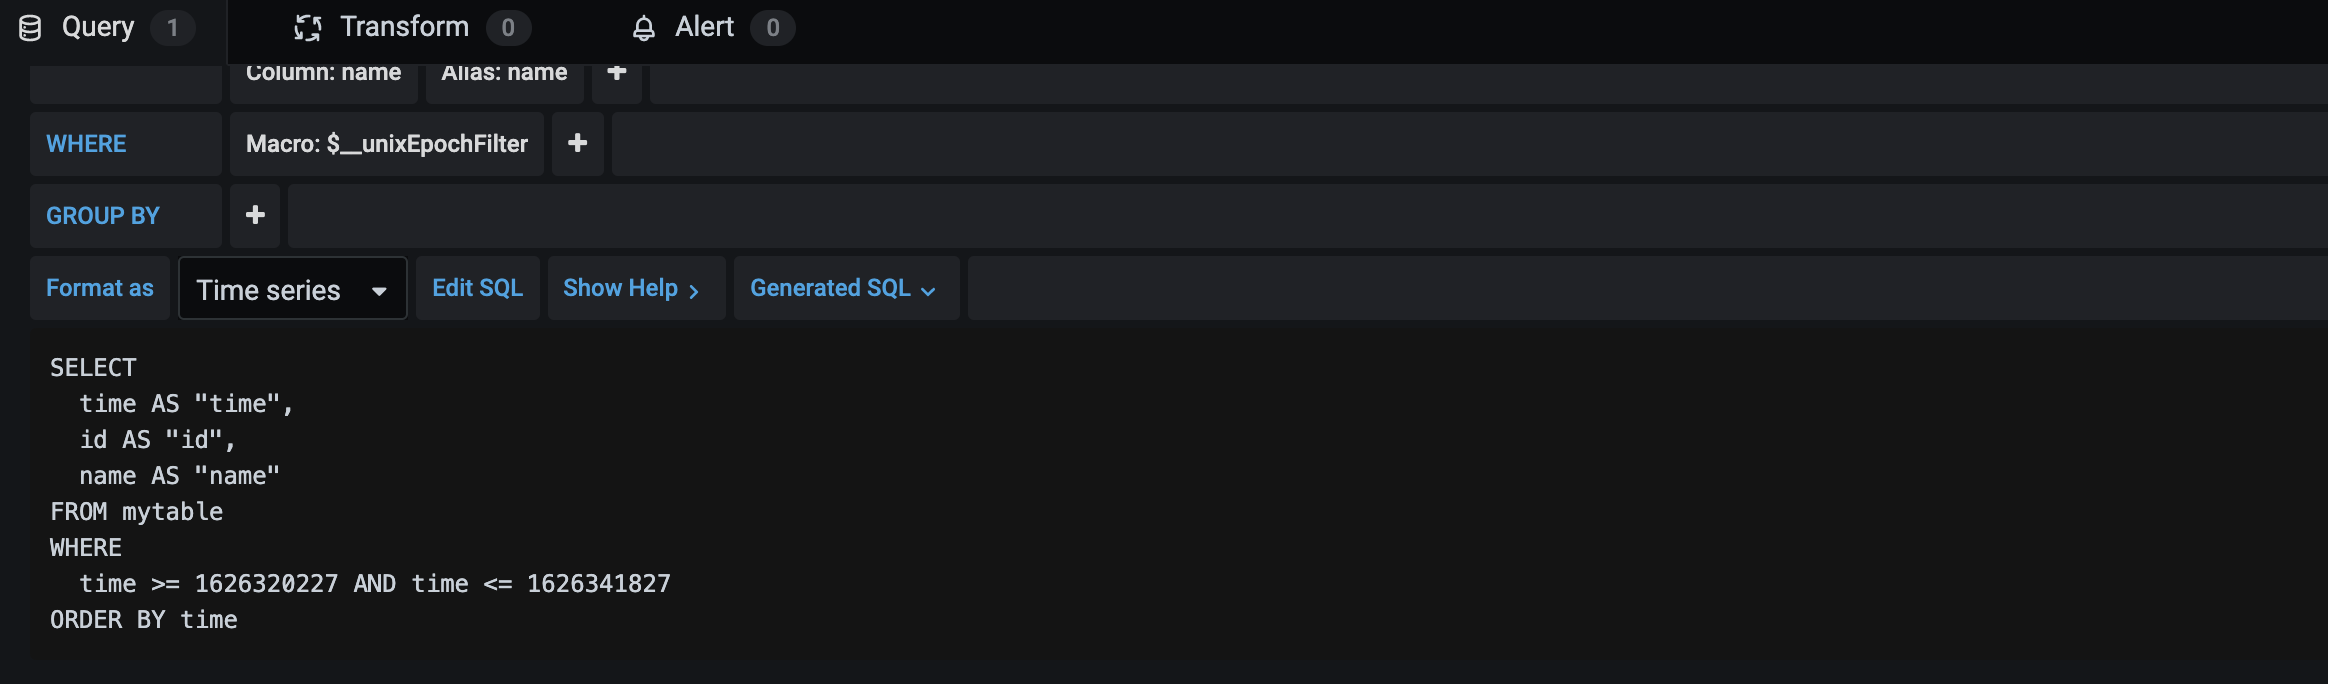 Query 1 Transform 0 Alert 0
Column: name Alias: name +
WHERE Macro: $__unixEpochFilter +
GROUP BY +
Format as Time series Edit SQL Show Help > Generated SQL
SELECT
time AS "time",
id AS "id",
name AS "name"
FROM mytable
WHERE
time >= 1626320227 AND time <= 1626341827
ORDER BY time